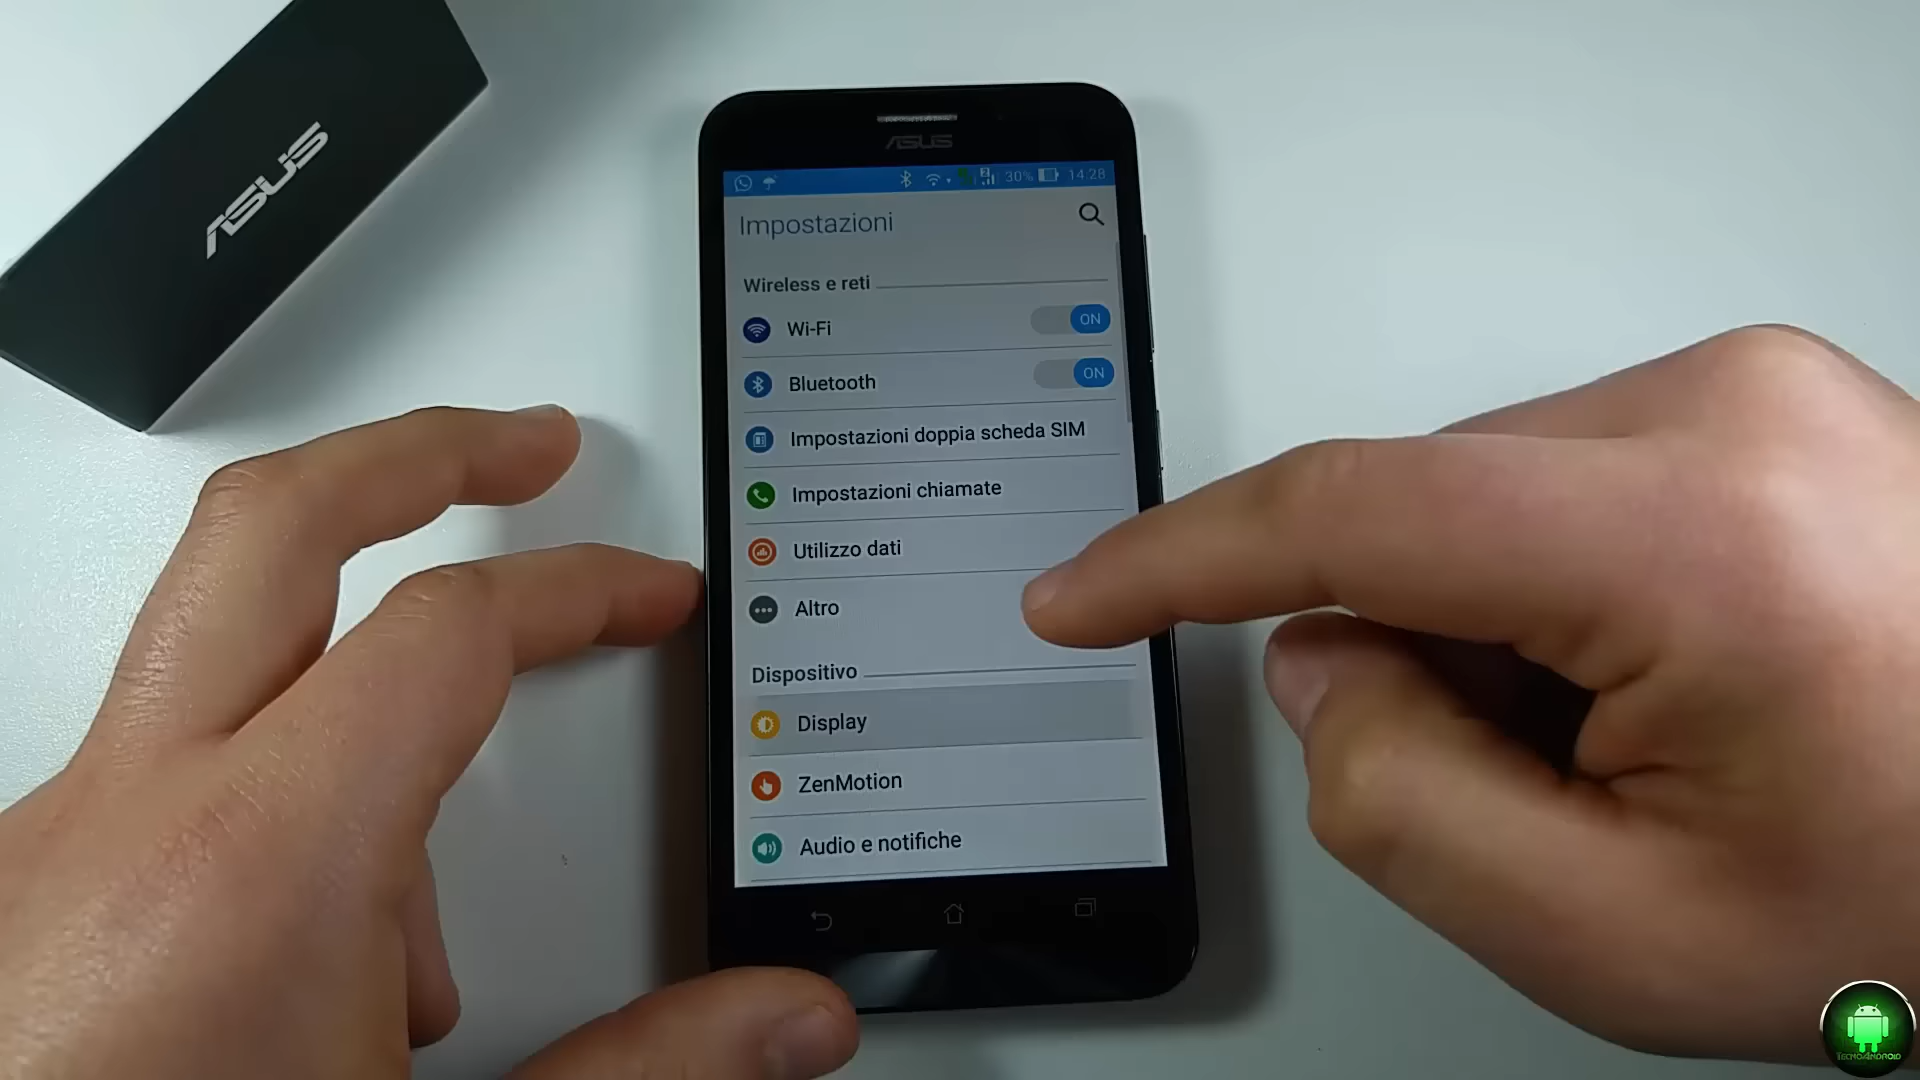 ASUS
ASUS
30% 14:28
Impostazioni
Wireless e reti
Wi-Fi ON
Bluetooth ON
Impostazioni doppia scheda SIM
Impostazioni chiamate
Utilizzo dati
Altro
Dispositivo
Display
ZenMotion
Audio e notifiche
TECNOANDROID